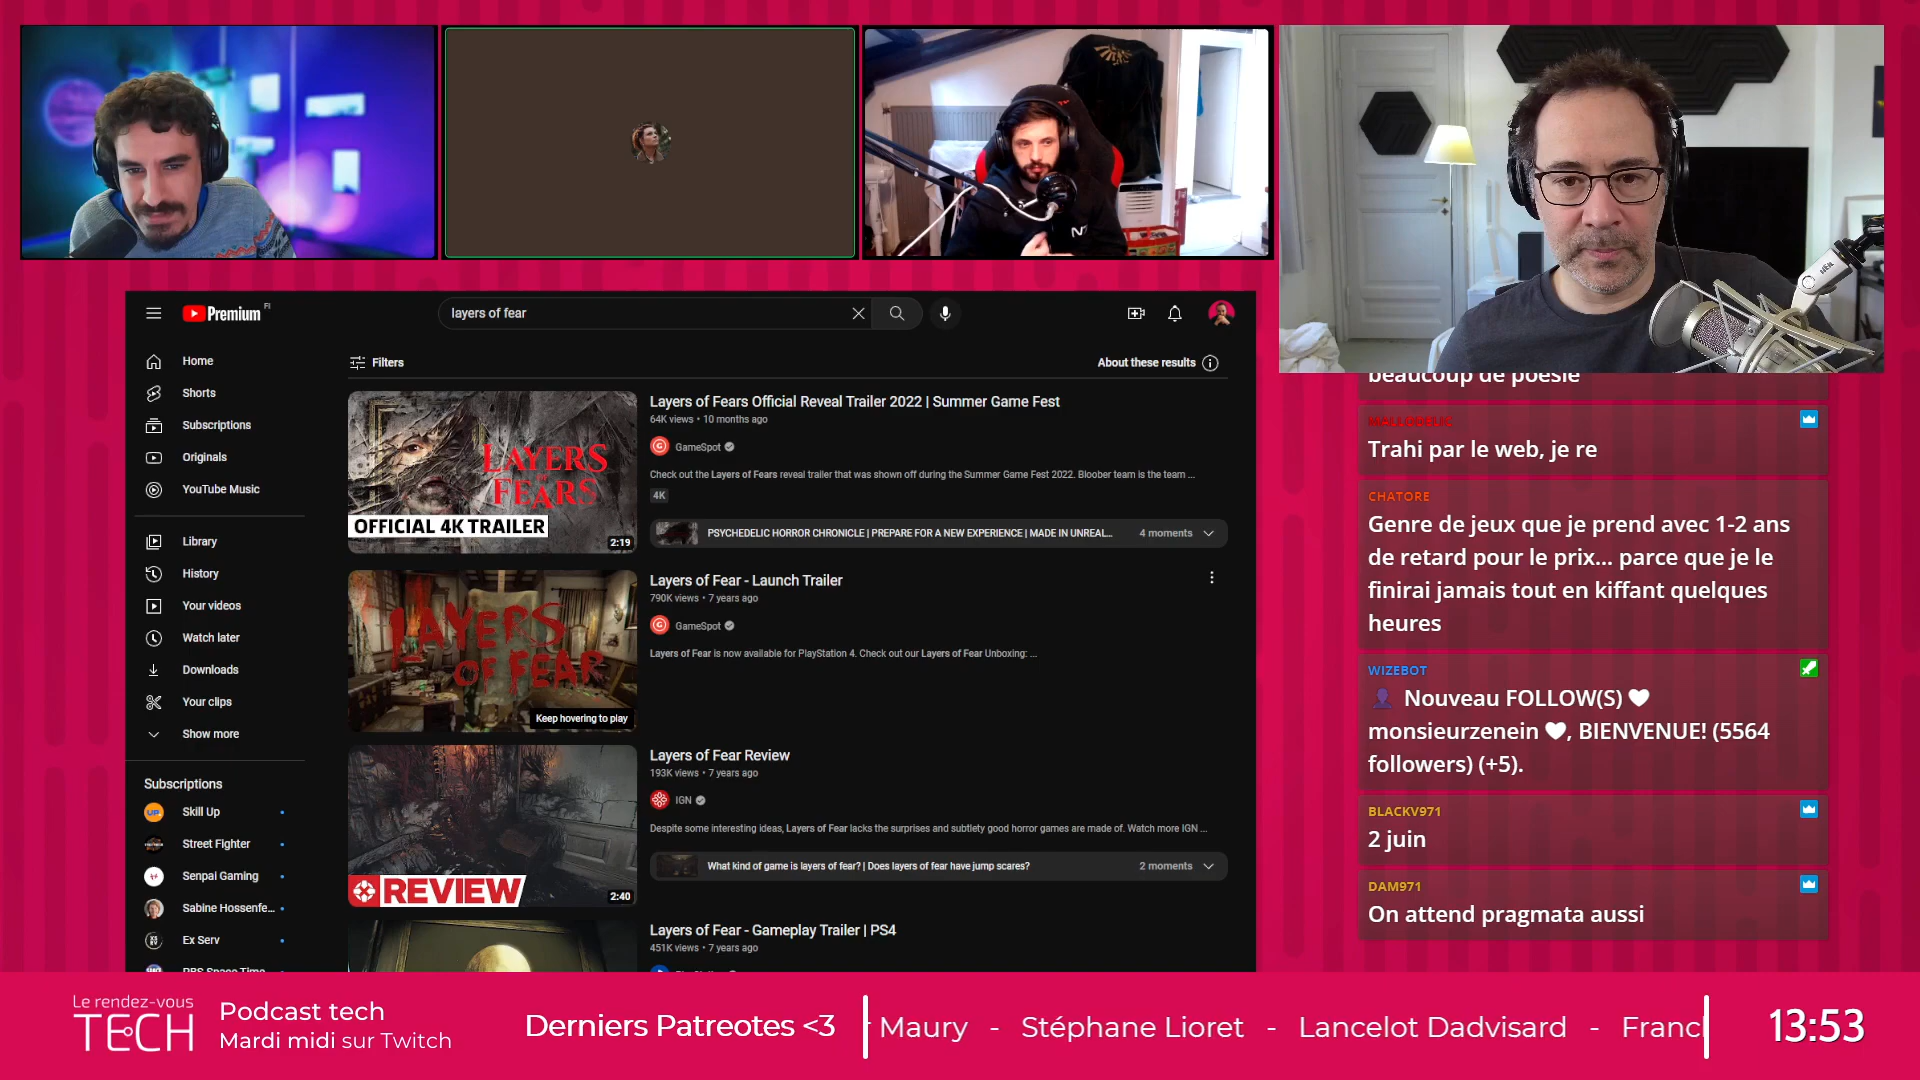 Premium FI
layers of fear
Home
Shorts
Subscriptions
Originals
YouTube Music
Library
History
Your videos
Watch later
Downloads
Your clips
Show more
Subscriptions
Skill Up
Street Fighter
Senpai Gaming
Sabine Hossenfe...
Ex Serv
PBS Space Time
Filters
About these results
LAYERS
OF
FEARS
OFFICIAL 4K TRAILER
2:19
Layers of Fears Official Reveal Trailer 2022 | Summer Game Fest
64K views • 10 months ago
GameSpot
Check out the Layers of Fears reveal trailer that was shown off during the Summer Game Fest 2022. Bloober team is the team ...
4K
PSYCHEDELIC HORROR CHRONICLE | PREPARE FOR A NEW EXPERIENCE | MADE IN UNREAL...
4 moments
LAYERS
OF FEAR
Keep hovering to play
Layers of Fear - Launch Trailer
790K views • 7 years ago
GameSpot
Layers of Fear is now available for PlayStation 4. Check out our Layers of Fear Unboxing: ...
REVIEW
2:40
Layers of Fear Review
193K views • 7 years ago
IGN
Despite some interesting ideas, Layers of Fear lacks the surprises and subtlety good horror games are made of. Watch more IGN ...
What kind of game is layers of fear? | Does layers of fear have jump scares?
2 moments
Layers of Fear - Gameplay Trailer | PS4
451K views • 7 years ago
beaucoup de poésie
Trahi par le web, je re
CHATORE
Genre de jeux que je prend avec 1-2 ans
de retard pour le prix... parce que je le
finirai jamais tout en kiffant quelques
heures
WIZEBOT
Nouveau FOLLOW(S)
monsieurzenein, BIENVENUE! (5564
followers) (+5).
BLACKV971
2 juin
DAM971
On attend pragmata aussi
Le rendez-vous
TECH
Podcast tech
Mardi midi sur Twitch
Derniers Patreotes <3
Maury - Stéphane Lioret - Lancelot Dadvisard - Franc
13:53